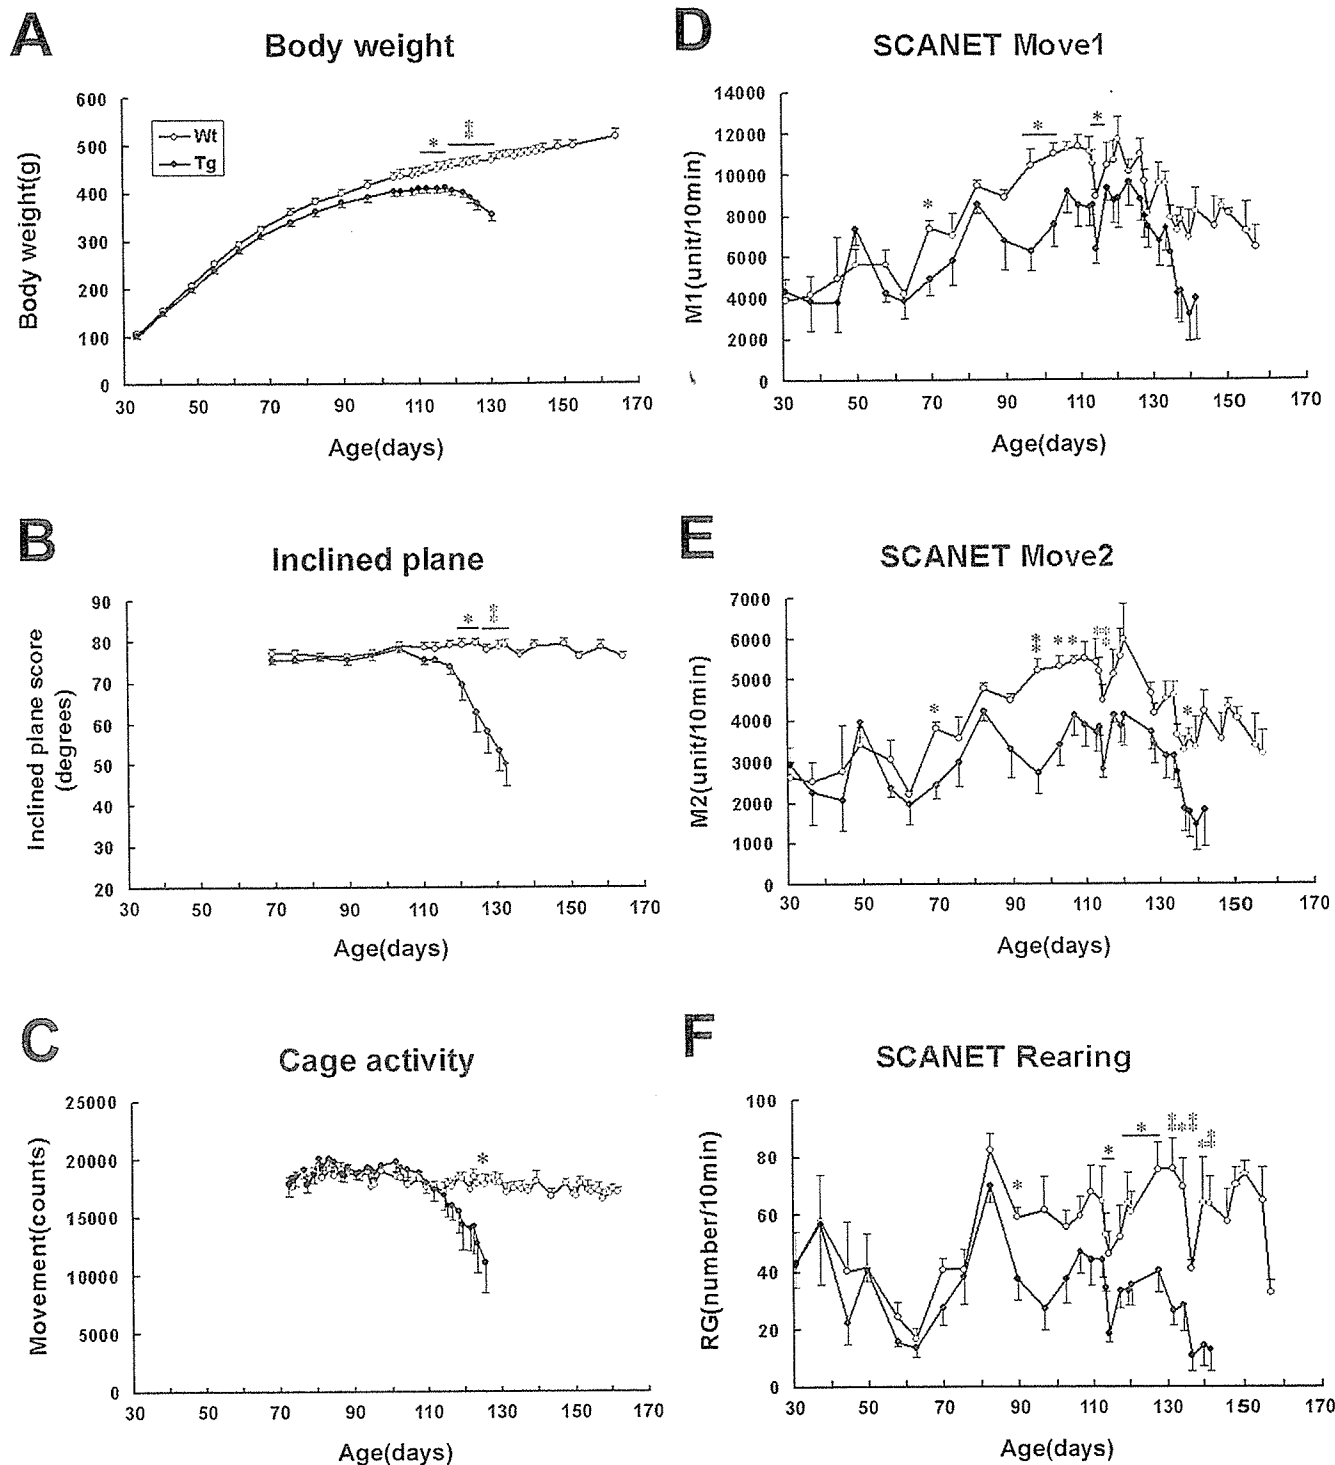 A
Body weight
Body weight(g)
600
500
400
300
200
100
0
Wt
Tg
*
‡
30 50 70 90 110 130 150 170
Age(days)
B
Inclined plane
Inclined plane score
(degrees)
90
80
70
60
50
40
30
20
*
‡
30 50 70 90 110 130 150 170
Age(days)
C
Cage activity
Movement(counts)
25000
20000
15000
10000
5000
0
*
30 50 70 90 110 130 150 170
Age(days)
D
SCANET Move1
M1(unit/10min)
14000
12000
10000
8000
6000
4000
2000
0
* * *
30 50 70 90 110 130 150 170
Age(days)
E
SCANET Move2
M2(unit/10min)
7000
6000
5000
4000
3000
2000
1000
0
* ‡ * * ‡ ‡ *
30 50 70 90 110 130 150 170
Age(days)
F
SCANET Rearing
RG(number/10min)
100
80
60
40
20
0
* * * ‡ * ‡ * ‡
30 50 70 90 110 130 150 170
Age(days)